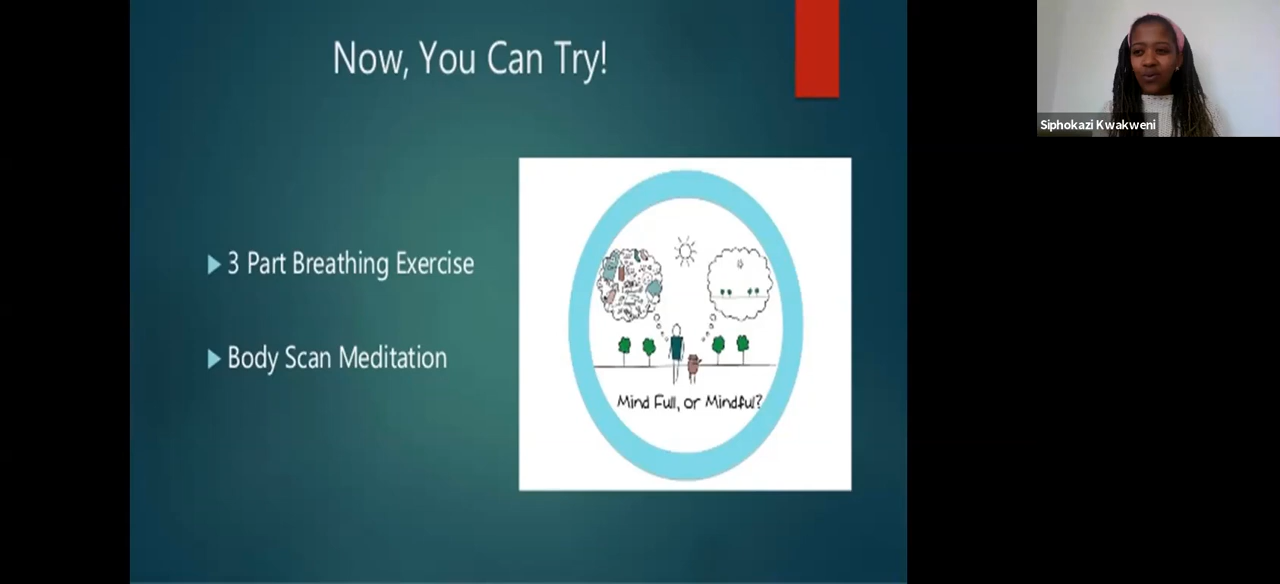 Now, You Can Try!
3 Part Breathing Exercise
Body Scan Meditation
Mind Full, or Mindful?
Siphokazi Kwakweni